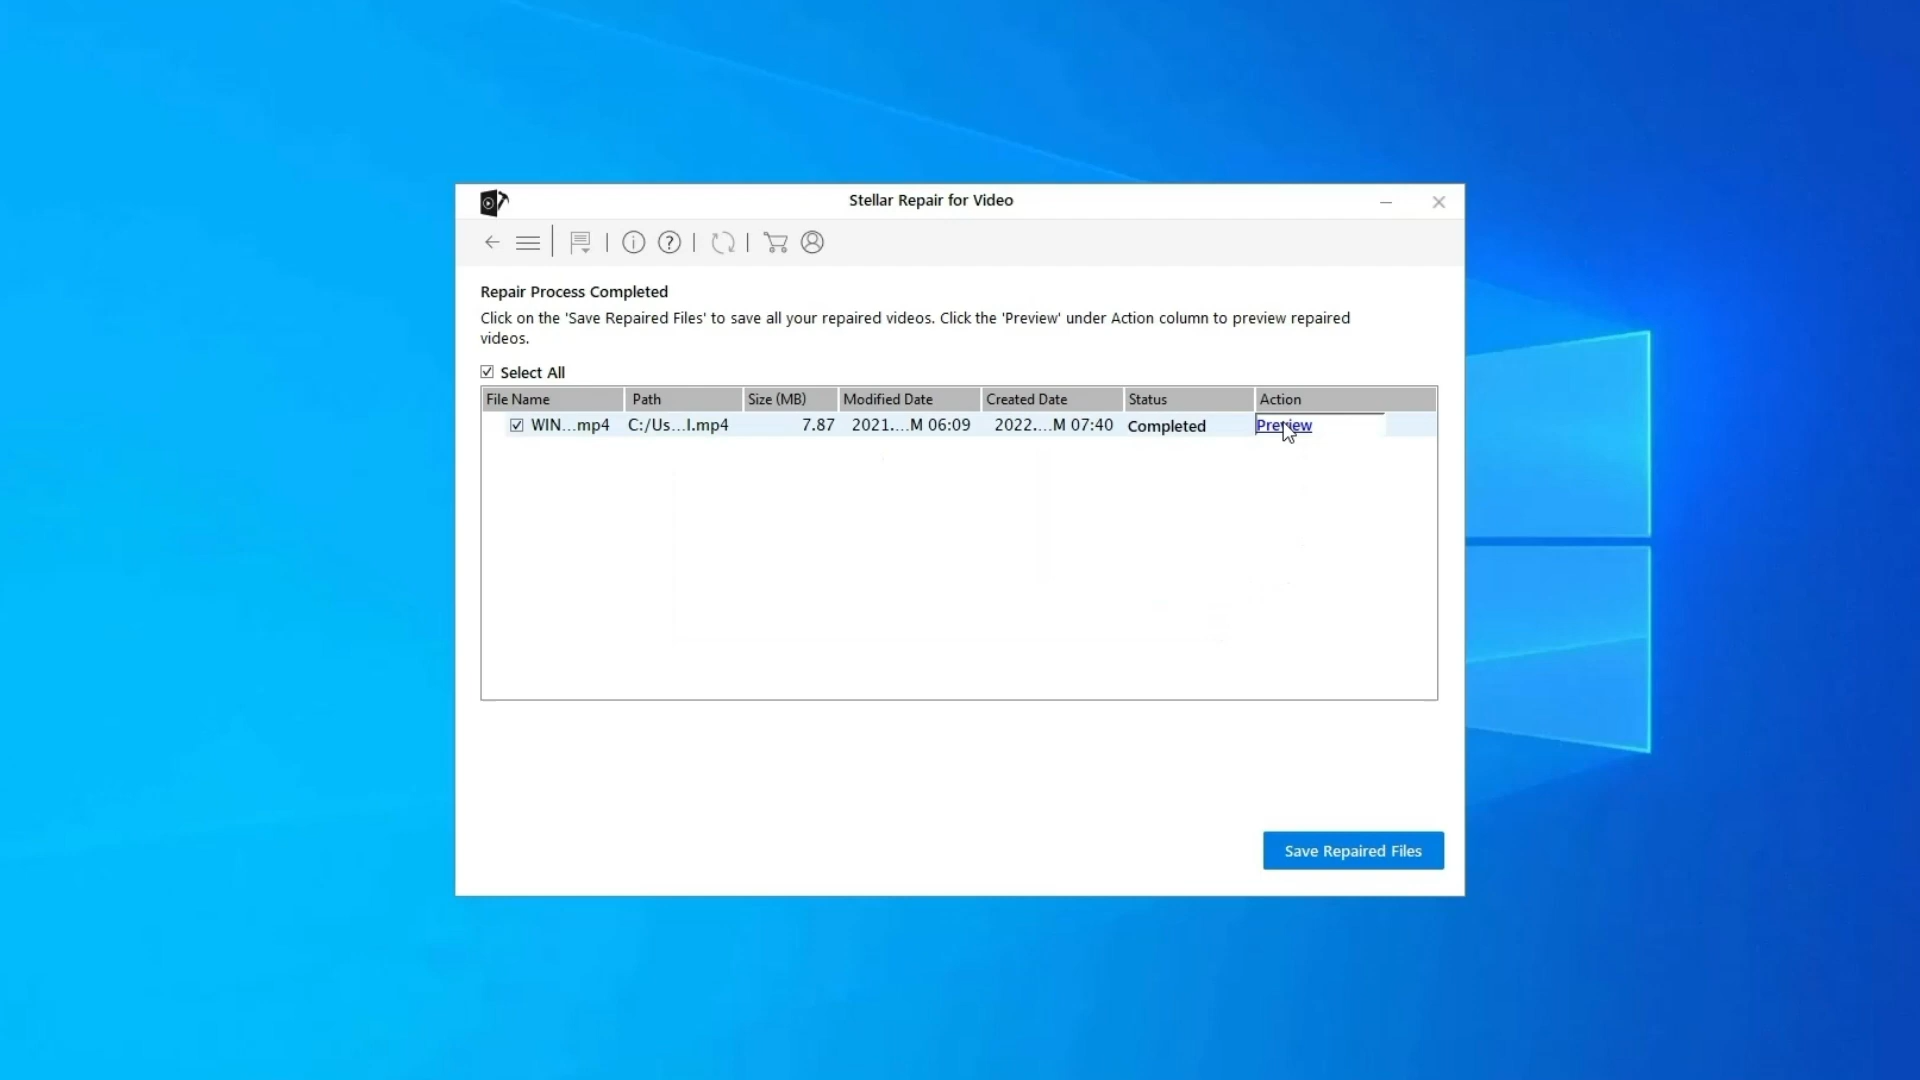 Stellar Repair for Video
Repair Process Completed
Click on the 'Save Repaired Files' to save all your repaired videos. Click the 'Preview' under Action column to preview repaired
videos.
Select All
File Name Path Size (MB) Modified Date Created Date Status Action
WIN...mp4 C:/Us...I.mp4 7.87 2021....M 06:09 2022....M 07:40 Completed Preview
Save Repaired Files